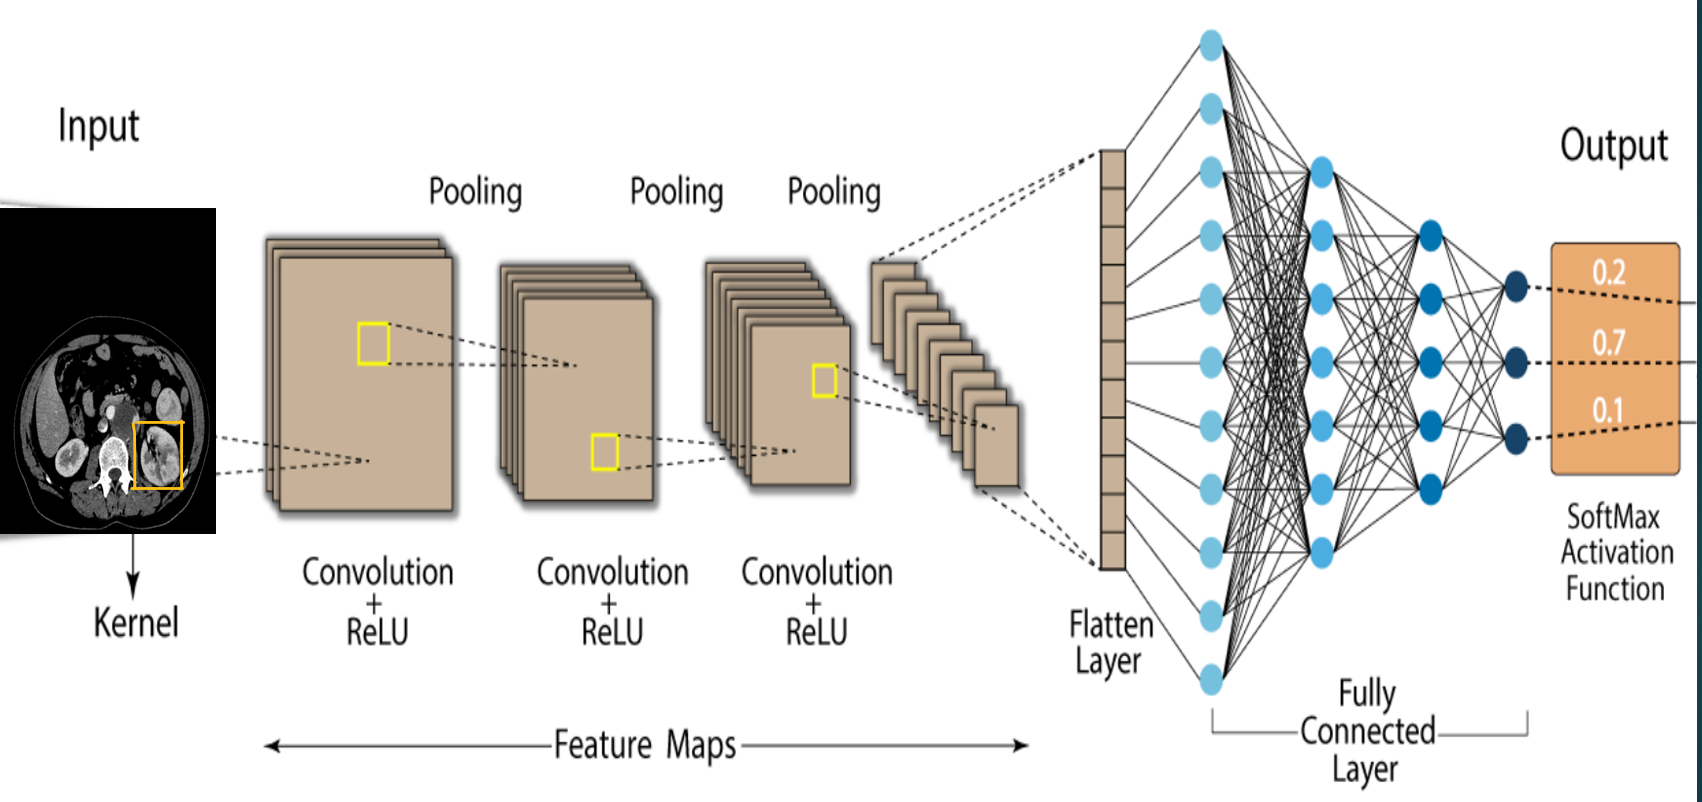 Input
Kernel
Pooling
Pooling
Pooling
Convolution
+
ReLU
Convolution
+
ReLU
Convolution
+
ReLU
Feature Maps
Flatten
Layer
Fully
Connected
Layer
Output
0.2
0.7
0.1
SoftMax
Activation
Function